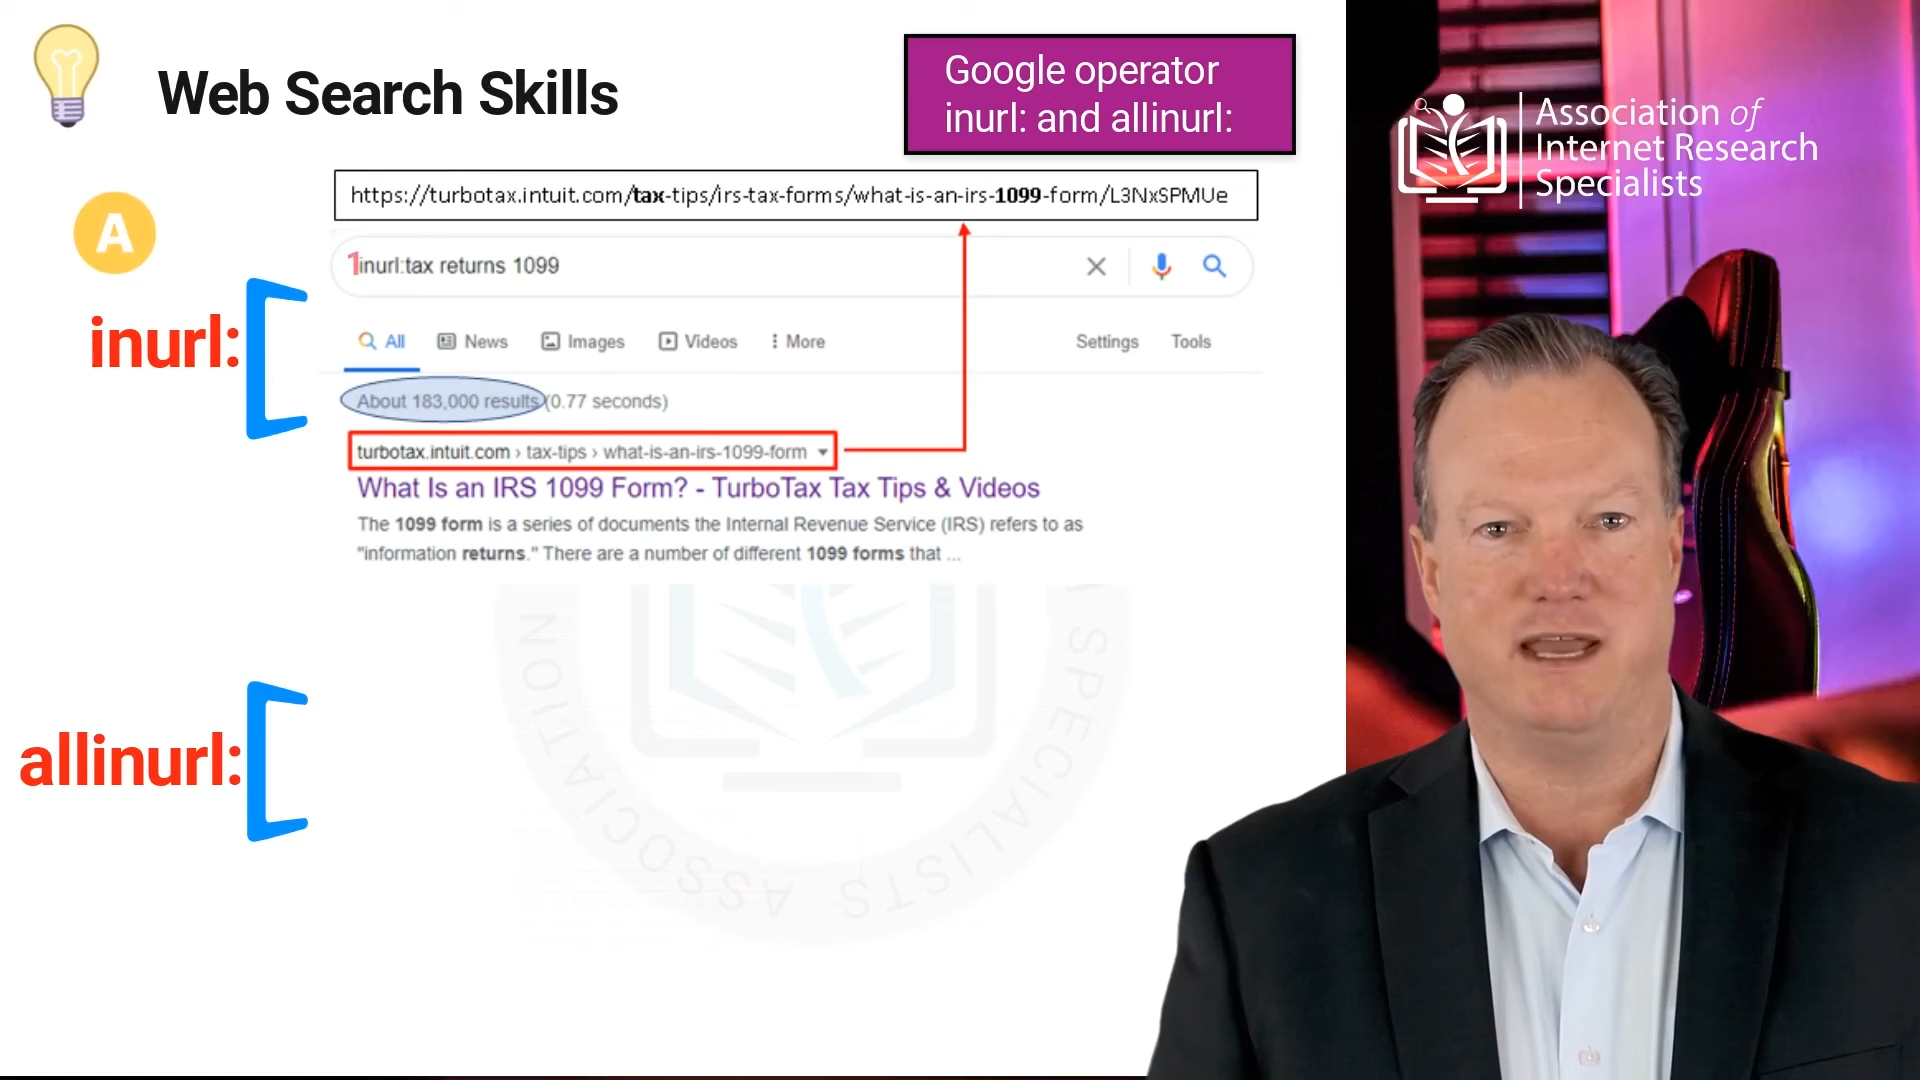 Web Search Skills
Google operator
inurl: and allinurl:
Association of
Internet Research
Specialists
A
https://turbotax.intuit.com/tax-tips/irs-tax-forms/what-is-an-irs-1099-form/L3NxSPMUe
1inurl:tax returns 1099
inurl:
All News Images Videos More Settings Tools
About 183,000 results (0.77 seconds)
turbotax.intuit.com › tax-tips › what-is-an-irs-1099-form
What Is an IRS 1099 Form? - TurboTax Tax Tips & Videos
The 1099 form is a series of documents the Internal Revenue Service (IRS) refers to as
"information returns." There are a number of different 1099 forms that ...
allinurl:
ASSOCIATION
SPECIALISTS